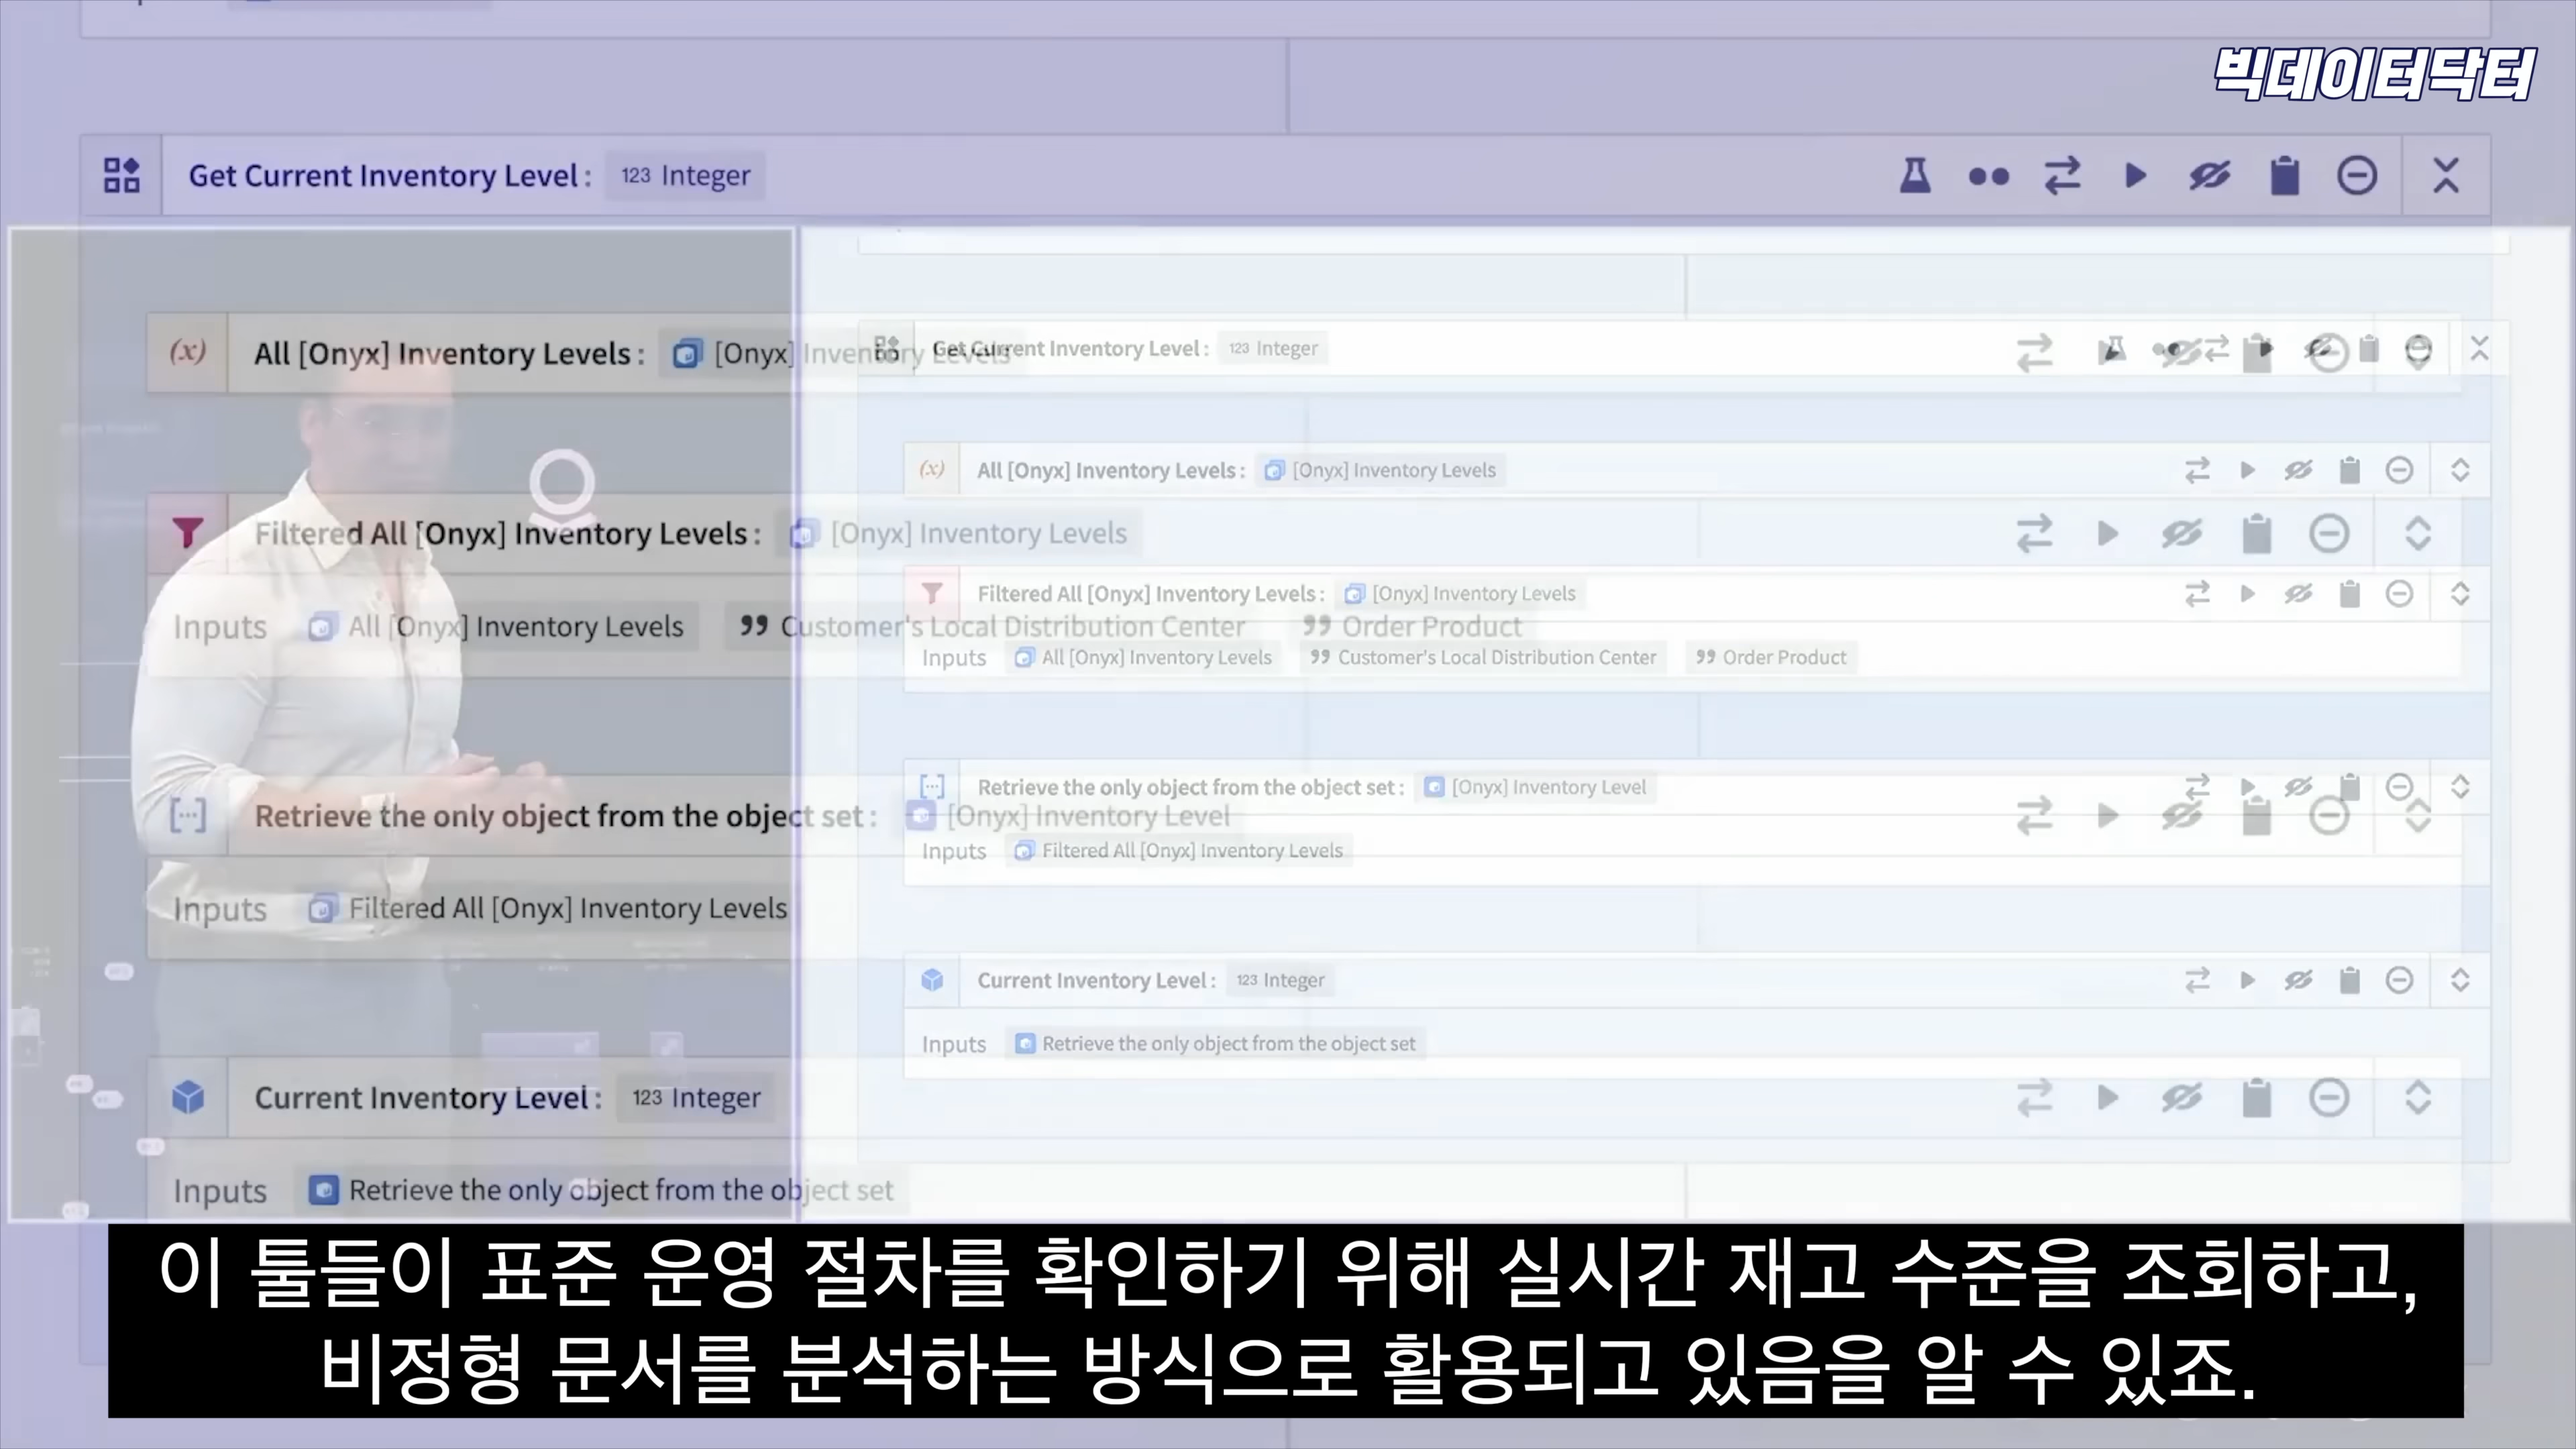 빅데이터닥터
Get Current Inventory Level: 123 Integer
All [Onyx] Inventory Levels: [Onyx] Inventory Levels
Get Current Inventory Level: 123 Integer
All [Onyx] Inventory Levels: [Onyx] Inventory Levels
Filtered All [Onyx] Inventory Levels: [Onyx] Inventory Levels
Filtered All [Onyx] Inventory Levels: [Onyx] Inventory Levels
Inputs All [Onyx] Inventory Levels Customer's Local Distribution Center Order Product
Inputs All [Onyx] Inventory Levels Customer's Local Distribution Center Order Product
Retrieve the only object from the object set: [Onyx] Inventory Level
Retrieve the only object from the object set: [Onyx] Inventory Level
Inputs Filtered All [Onyx] Inventory Levels
Inputs Filtered All [Onyx] Inventory Levels
Current Inventory Level: 123 Integer
Inputs Retrieve the only object from the object set
Current Inventory Level: 123 Integer
Inputs Retrieve the only object from the object set
이 툴들이 표준 운영 절차를 확인하기 위해 실시간 재고 수준을 조회하고,
비정형 문서를 분석하는 방식으로 활용되고 있음을 알 수 있죠.